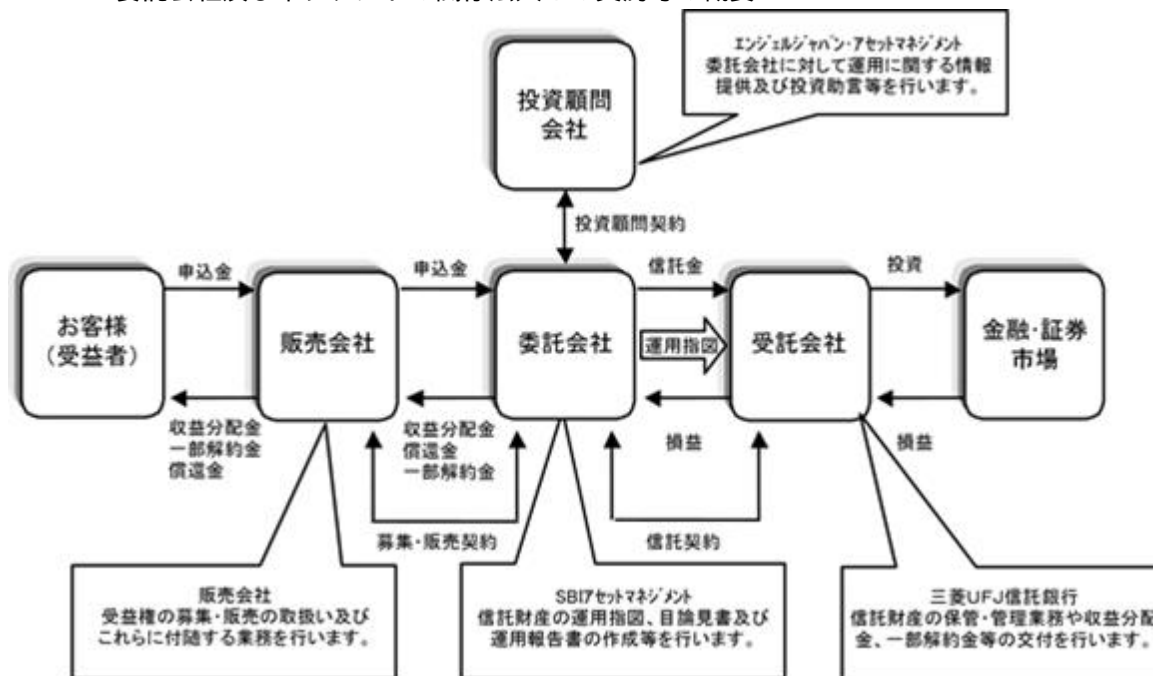 エンジェルジャパン・アセットマネジメント
委託会社に対して運用に関する情報
提供及び投資助言等を行います。
投資顧問
会社
投資顧問契約
申込金
申込金
信託金
投資
お客様
（受益者）
販売会社
委託会社
運用指図
受託会社
金融・証券
市場
収益分配金
一部解約金
償還金
収益分配金
償還金
一部解約金
損益
損益
募集・販売契約
信託契約
販売会社
受益権の募集・販売の取扱い及び
これらに付随する業務を行います。
SBIアセットマネジメント
信託財産の運用指図、目論見書及び
運用報告書の作成等を行います。
三菱UFJ信託銀行
信託財産の保管・管理業務や収益分配
金、一部解約金等の交付を行います。